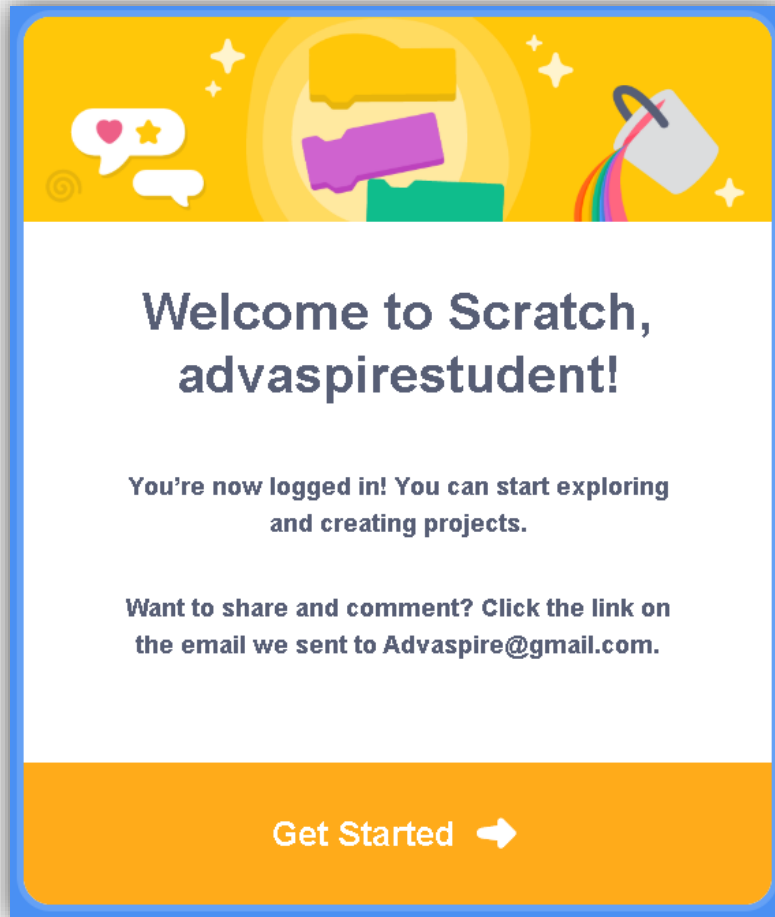 Welcome to Scratch,
advaspirestudent!
You're now logged in! You can start exploring
and creating projects.
Want to share and comment? Click the link on
the email we sent to Advaspire@gmail.com.
Get Started